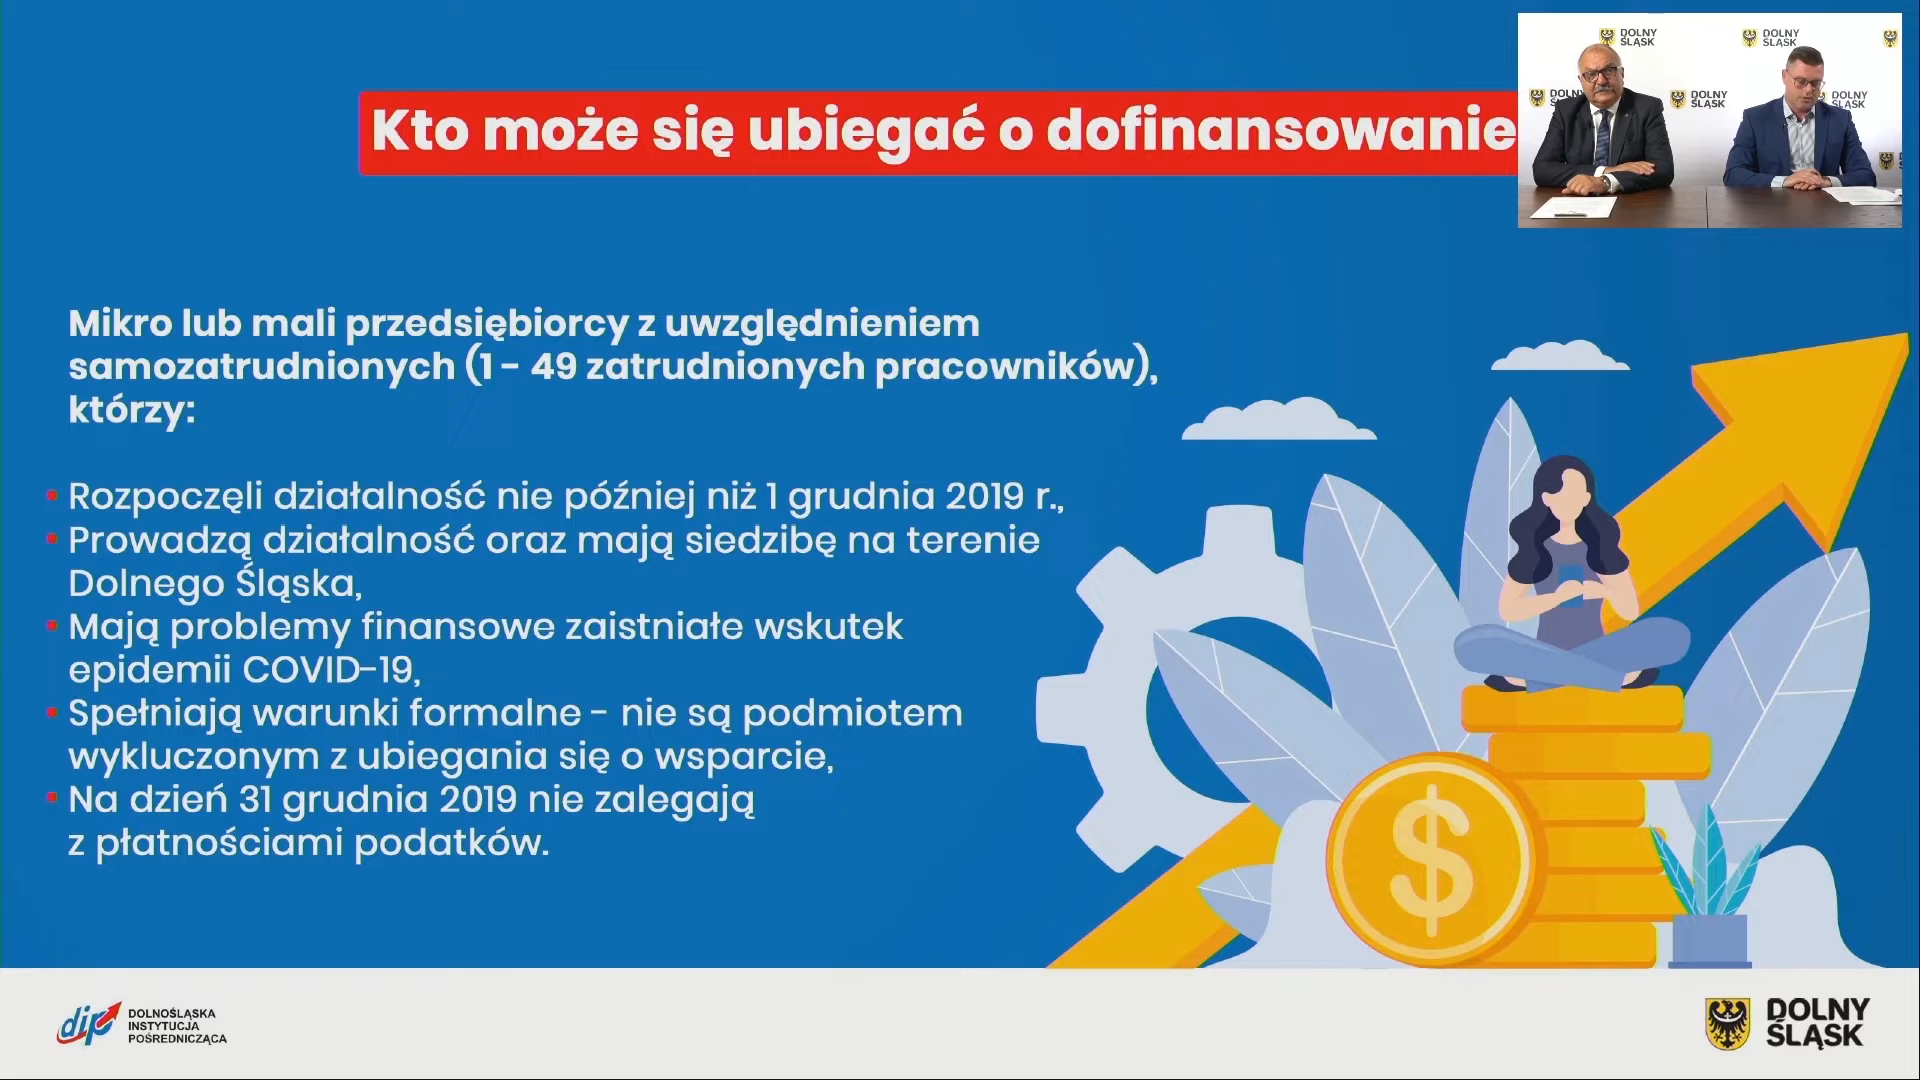 Kto może się ubiegać o dofinansowanie
DOLNY
ŚLĄSK
DOLNY
ŚLĄSK
DOLNY
ŚLĄSK
DOLNY
ŚLĄSK
Mikro lub mali przedsiębiorcy z uwzględnieniem
samozatrudnionych (1 - 49 zatrudnionych pracowników),
którzy:
Rozpoczęli działalność nie później niż 1 grudnia 2019 r.,
Prowadzą działalność oraz mają siedzibę na terenie
Dolnego Śląska,
Mają problemy finansowe zaistniałe wskutek
epidemii COVID-19,
Spełniają warunki formalne - nie są podmiotem
wykluczonym z ubiegania się o wsparcie,
Na dzień 31 grudnia 2019 nie zalegają
z płatnościami podatków.
$
dip DOLNOŚLĄSKA
INSTYTUCJA
POŚREDNICZĄCA
DOLNY
ŚLĄSK